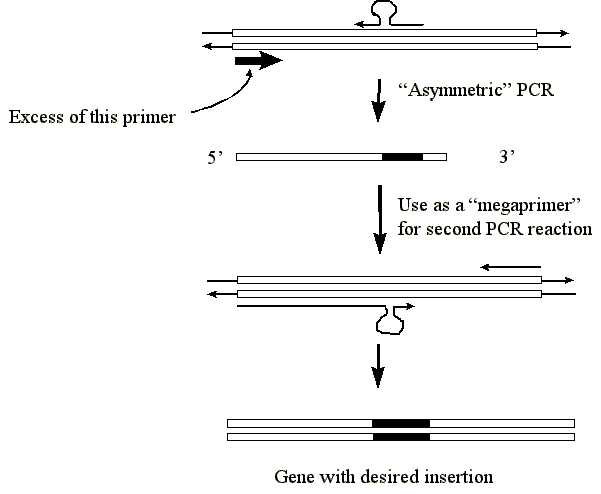 “Asymmetric” PCR
Excess of this primer
5’ 3’
Use as a “megaprimer”
for second PCR reaction
Gene with desired insertion